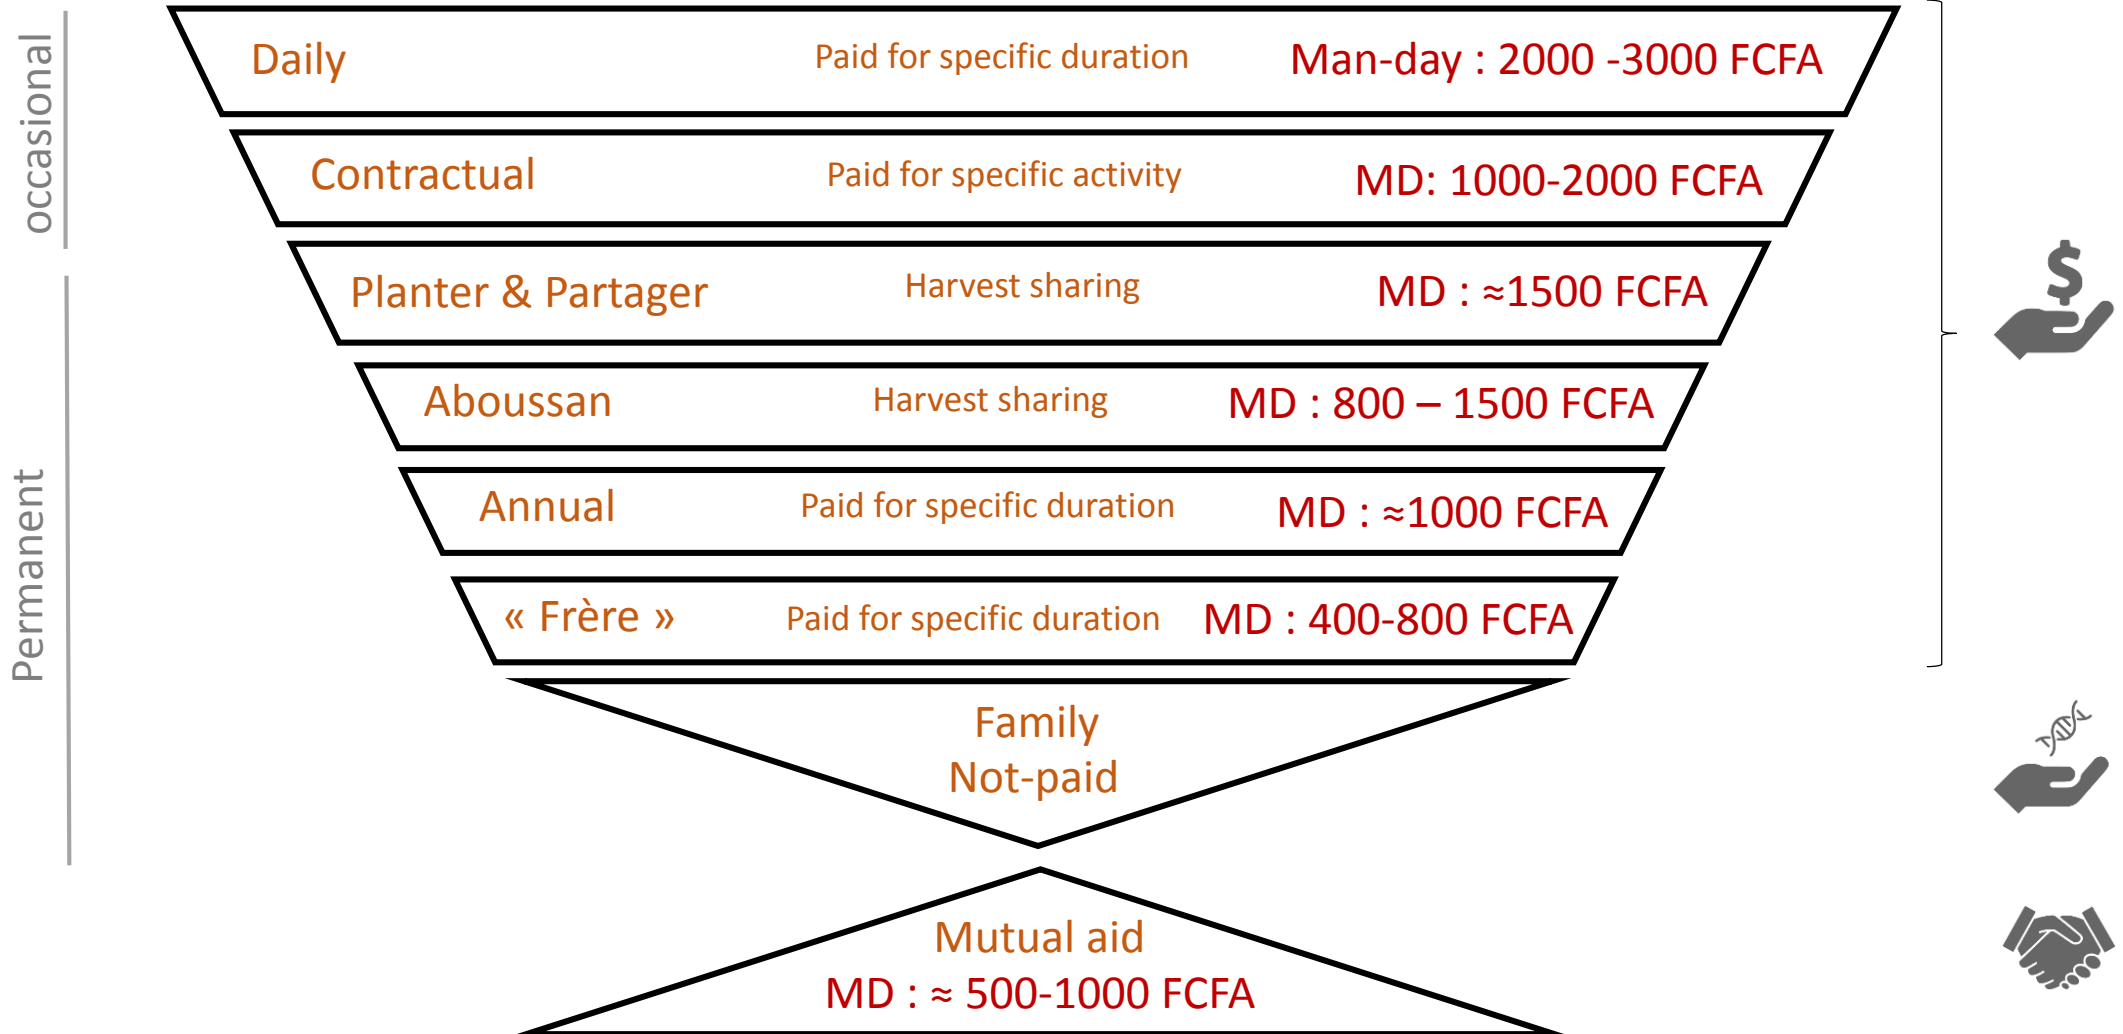 occasional
Daily Paid for specific duration Man-day : 2000 -3000 FCFA
Contractual Paid for specific activity MD: 1000-2000 FCFA
Permanent
Planter & Partager Harvest sharing MD : ≈1500 FCFA
Aboussan Harvest sharing MD : 800 – 1500 FCFA
Annual Paid for specific duration MD : ≈1000 FCFA
« Frère » Paid for specific duration MD : 400-800 FCFA
Family
Not-paid
Mutual aid
MD : ≈ 500-1000 FCFA